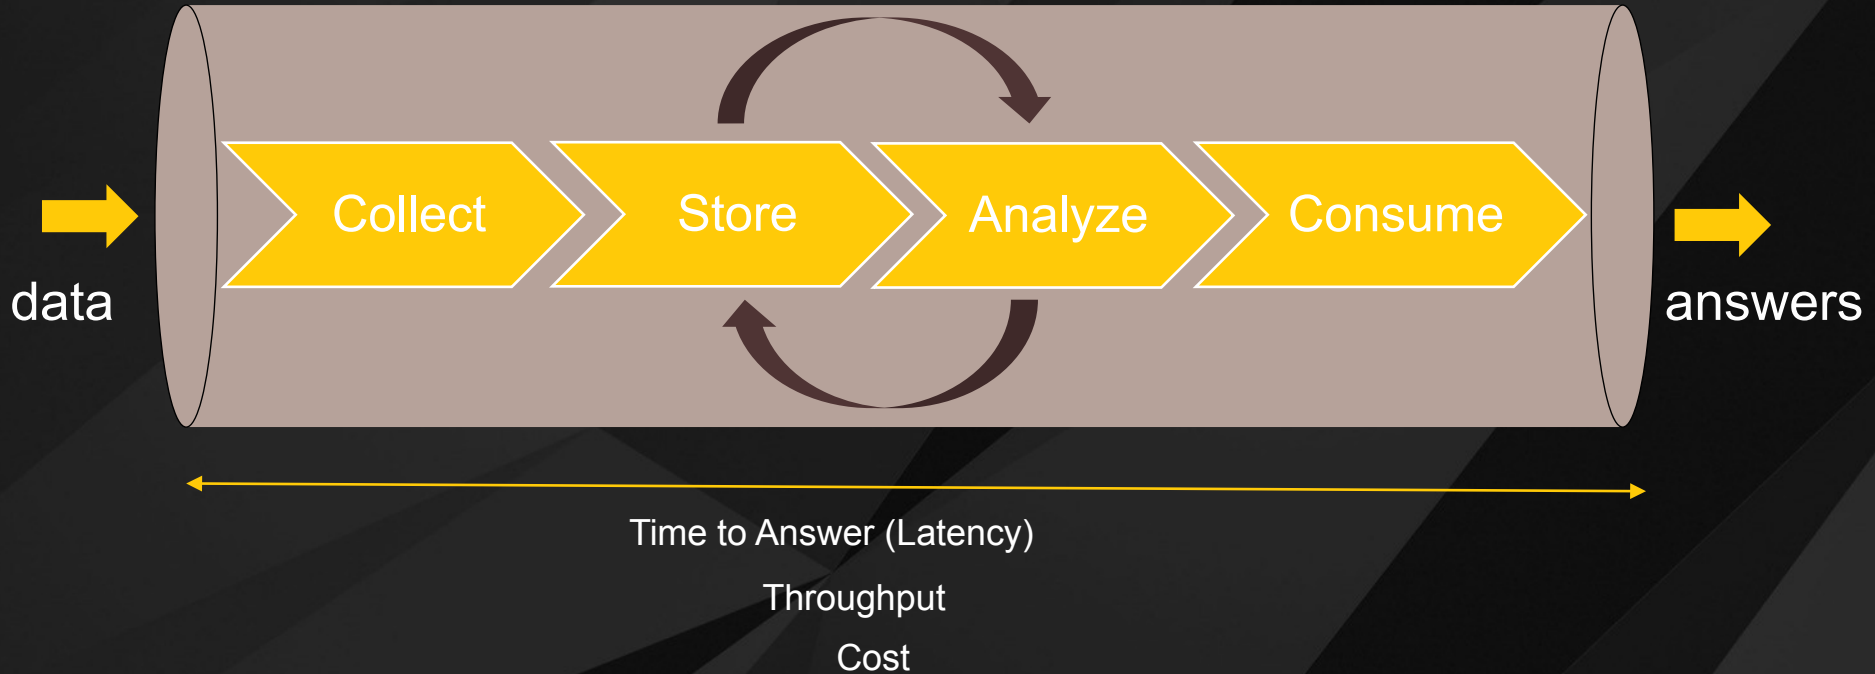 Collect
Store
Analyze
Consume
data
answers
Time to Answer (Latency)
Throughput
Cost